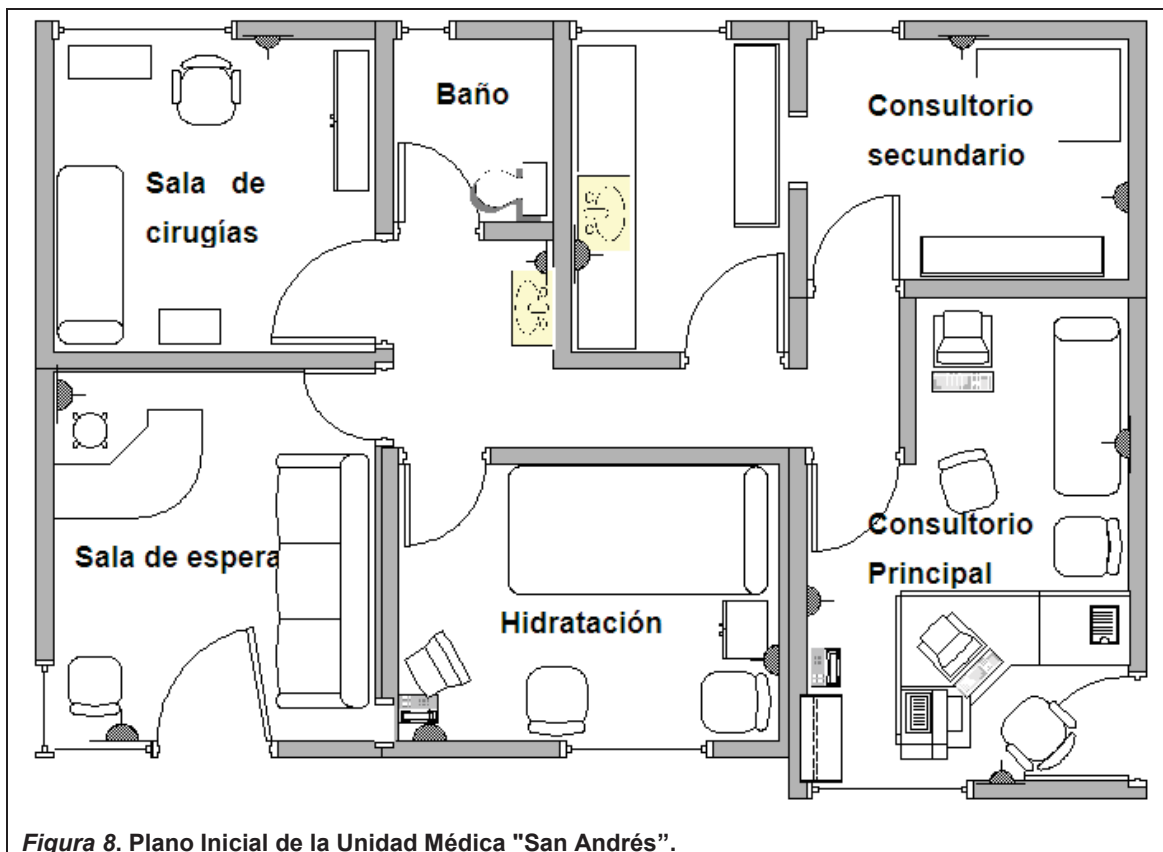 Baño
Consultorio
secundario
Sala de
cirugías
Consultorio
Principal
Sala de espera
Hidratación
Figura 8. Plano Inicial de la Unidad Médica "San Andrés”.